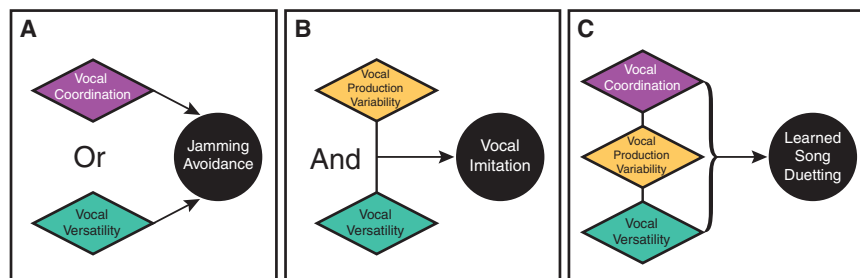 A
Vocal
Coordination
Or
Jamming
Avoidance
Vocal
Versatility
B
Vocal
Production
Variability
And
Vocal
Imitation
Vocal
Versatility
C
Vocal
Coordination
Vocal
Production
Variability
Learned
Song
Duetting
Vocal
Versatility